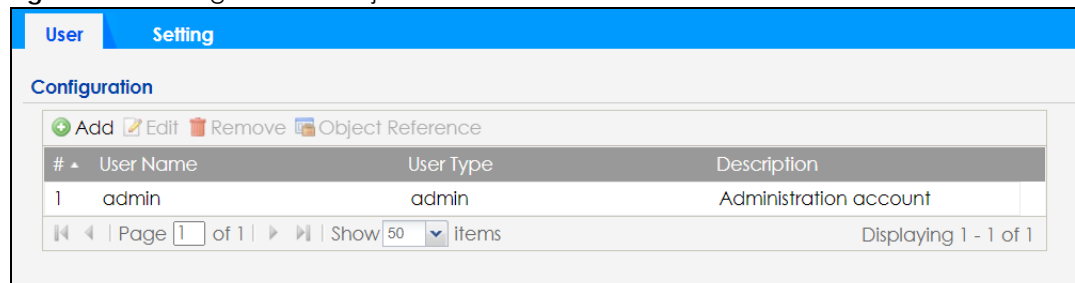 User Setting
Configuration
Add Edit Remove Object Reference
# User Name User Type Description
1 admin admin Administration account
Page 1 of 1 Show 50 items Displaying 1 - 1 of 1